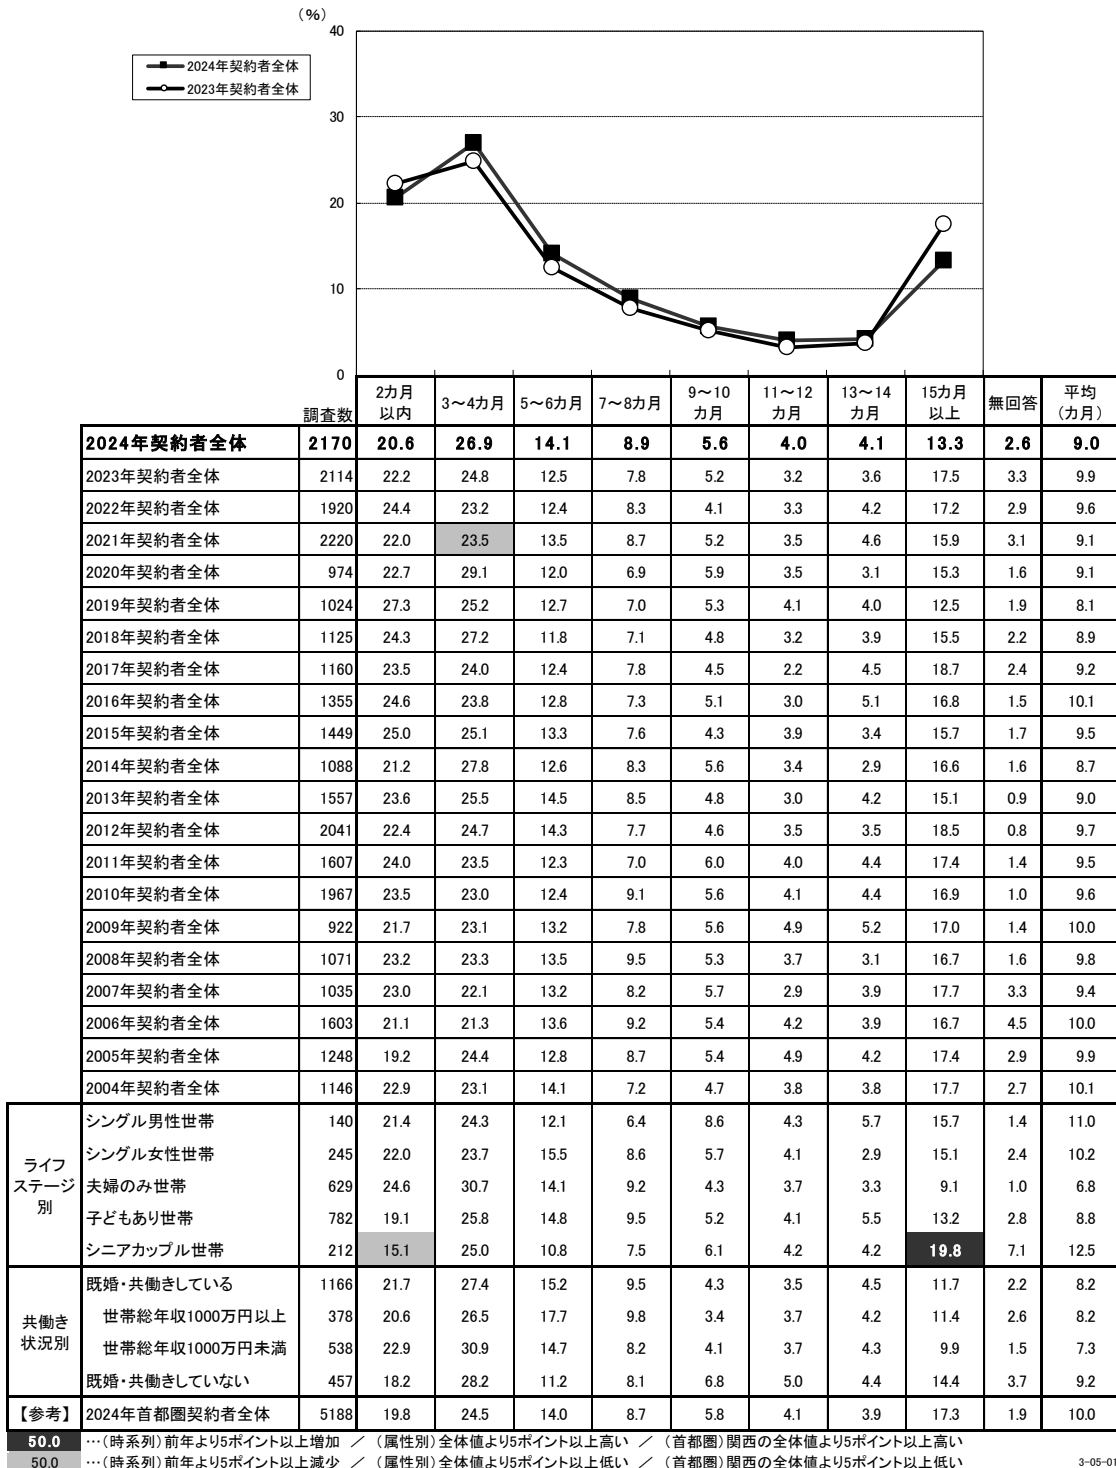 （%）
40
30
20
10
0
2024年契約者全体
2023年契約者全体
調査数 2カ月以内 3～4カ月 5～6カ月 7～8カ月 9～10カ月 11～12カ月 13～14カ月 15カ月以上 無回答 平均（カ月）
2024年契約者全体 2170 20.6 26.9 14.1 8.9 5.6 4.0 4.1 13.3 2.6 9.0
2023年契約者全体 2114 22.2 24.8 12.5 7.8 5.2 3.2 3.6 17.5 3.3 9.9
2022年契約者全体 1920 24.4 23.2 12.4 8.3 4.1 3.3 4.2 17.2 2.9 9.6
2021年契約者全体 2220 22.0 23.5 13.5 8.7 5.2 3.5 4.6 15.9 3.1 9.1
2020年契約者全体 974 22.7 29.1 12.0 6.9 5.9 3.5 3.1 15.3 1.6 9.1
2019年契約者全体 1024 27.3 25.2 12.7 7.0 5.3 4.1 4.0 12.5 1.9 8.1
2018年契約者全体 1125 24.3 27.2 11.8 7.1 4.8 3.2 3.9 15.5 2.2 8.9
2017年契約者全体 1160 23.5 24.0 12.4 7.8 4.5 2.2 4.5 18.7 2.4 9.2
2016年契約者全体 1355 24.6 23.8 12.8 7.3 5.1 3.0 5.1 16.8 1.5 10.1
2015年契約者全体 1449 25.0 25.1 13.3 7.6 4.3 3.9 3.4 15.7 1.7 9.5
2014年契約者全体 1088 21.2 27.8 12.6 8.3 5.6 3.4 2.9 16.6 1.6 8.7
2013年契約者全体 1557 23.6 25.5 14.5 8.5 4.8 3.0 4.2 15.1 0.9 9.0
2012年契約者全体 2041 22.4 24.7 14.3 7.7 4.6 3.5 3.5 18.5 0.8 9.7
2011年契約者全体 1607 24.0 23.5 12.3 7.0 6.0 4.0 4.4 17.4 1.4 9.5
2010年契約者全体 1967 23.5 23.0 12.4 9.1 5.6 4.1 4.4 16.9 1.0 9.6
2009年契約者全体 922 21.7 23.1 13.2 7.8 5.6 4.9 5.2 17.0 1.4 10.0
2008年契約者全体 1071 23.2 23.3 13.5 9.5 5.3 3.7 3.1 16.7 1.6 9.8
2007年契約者全体 1035 23.0 22.1 13.2 8.2 5.7 2.9 3.9 17.7 3.3 9.4
2006年契約者全体 1603 21.1 21.3 13.6 9.2 5.4 4.2 3.9 16.7 4.5 10.0
2005年契約者全体 1248 19.2 24.4 12.8 8.7 5.4 4.9 4.2 17.4 2.9 9.9
2004年契約者全体 1146 22.9 23.1 14.1 7.2 4.7 3.8 3.8 17.7 2.7 10.1
ライフステージ別
シングル男性世帯 140 21.4 24.3 12.1 6.4 8.6 4.3 5.7 15.7 1.4 11.0
シングル女性世帯 245 22.0 23.7 15.5 8.6 5.7 4.1 2.9 15.1 2.4 10.2
夫婦のみ世帯 629 24.6 30.7 14.1 9.2 4.3 3.7 3.3 9.1 1.0 6.8
子どもあり世帯 782 19.1 25.8 14.8 9.5 5.2 4.1 5.5 13.2 2.8 8.8
シニアカップル世帯 212 15.1 25.0 10.8 7.5 6.1 4.2 4.2 19.8 7.1 12.5
共働き状況別
既婚・共働きしている 1166 21.7 27.4 15.2 9.5 4.3 3.5 4.5 11.7 2.2 8.2
世帯総年収1000万円以上 378 20.6 26.5 17.7 9.8 3.4 3.7 4.2 11.4 2.6 8.2
世帯総年収1000万円未満 538 22.9 30.9 14.7 8.2 4.1 3.7 4.3 9.9 1.5 7.3
既婚・共働きしていない 457 18.2 28.2 11.2 8.1 6.8 5.0 4.4 14.4 3.7 9.2
【参考】 2024年首都圏契約者全体 5188 19.8 24.5 14.0 8.7 5.8 4.1 3.9 17.3 1.9 10.0
50.0 …（時系列）前年より5ポイント以上増加 ／ （属性別）全体値より5ポイント以上高い ／ （首都圏）関西の全体値より5ポイント以上高い
50.0 …（時系列）前年より5ポイント以上減少 ／ （属性別）全体値より5ポイント以上低い ／ （首都圏）関西の全体値より5ポイント以上低い
3-05-01